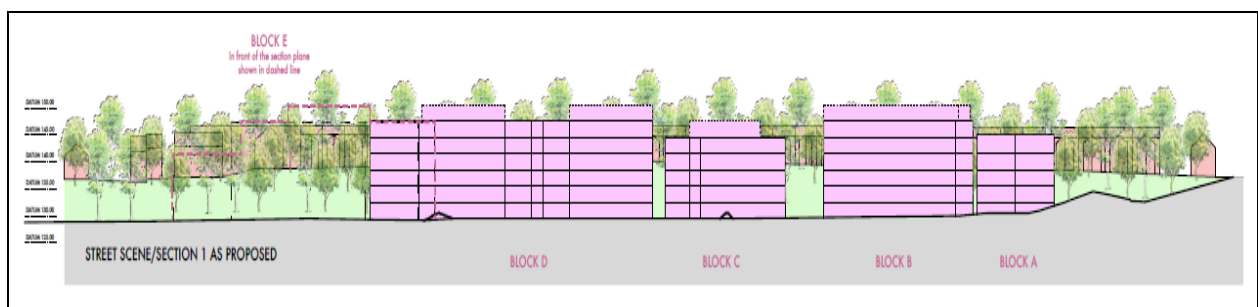 BLOCK E
In front of the section plane
shown in dashed line
DATUM 150.00
DATUM 145.00
DATUM 140.00
DATUM 135.00
DATUM 130.00
DATUM 125.00
STREET SCENE/SECTION 1 AS PROPOSED
BLOCK D
BLOCK C
BLOCK B
BLOCK A